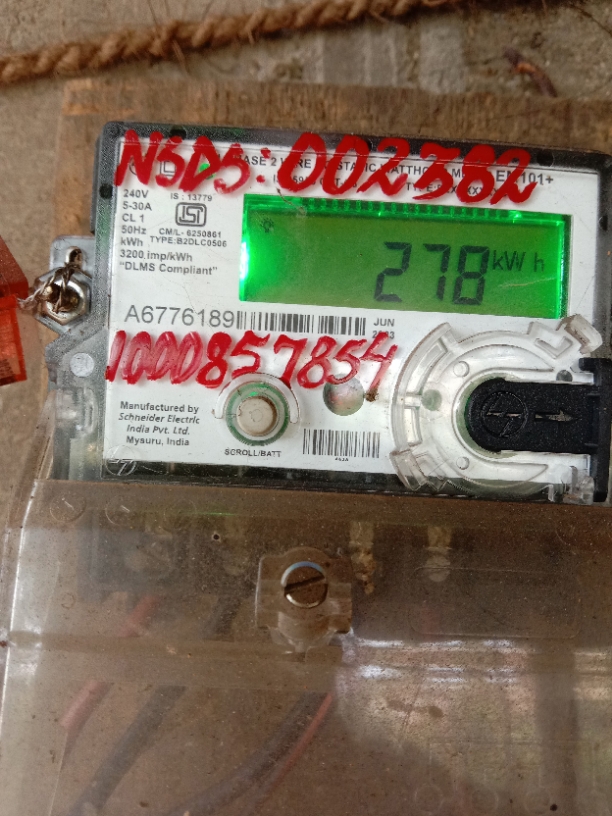 NSDS: 002382
240V
5-30A
CL 1
50Hz
kWh
3200 imp/kWh
"DLMS Compliant"
IS : 13779
ISI
CM/L- 6250861
TYPE:B2DLC0506
278 kWh
A6776189
JUN
1000857854
Manufactured by
Schneider Electric
India Pvt. Ltd.
Mysuru, India
SCROLL/BATT